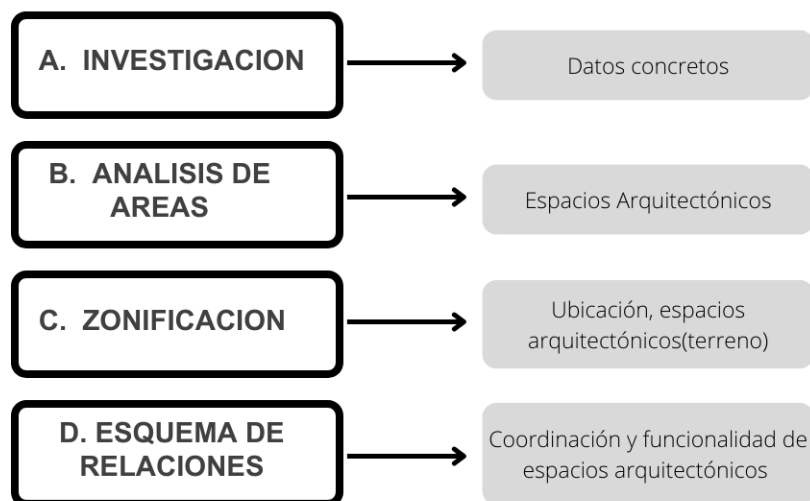 A. INVESTIGACION
Datos concretos
B. ANALISIS DE
AREAS
Espacios Arquitectónicos
C. ZONIFICACION
Ubicación, espacios
arquitectónicos(terreno)
D. ESQUEMA DE
RELACIONES
Coordinación y funcionalidad de
espacios arquitectónicos